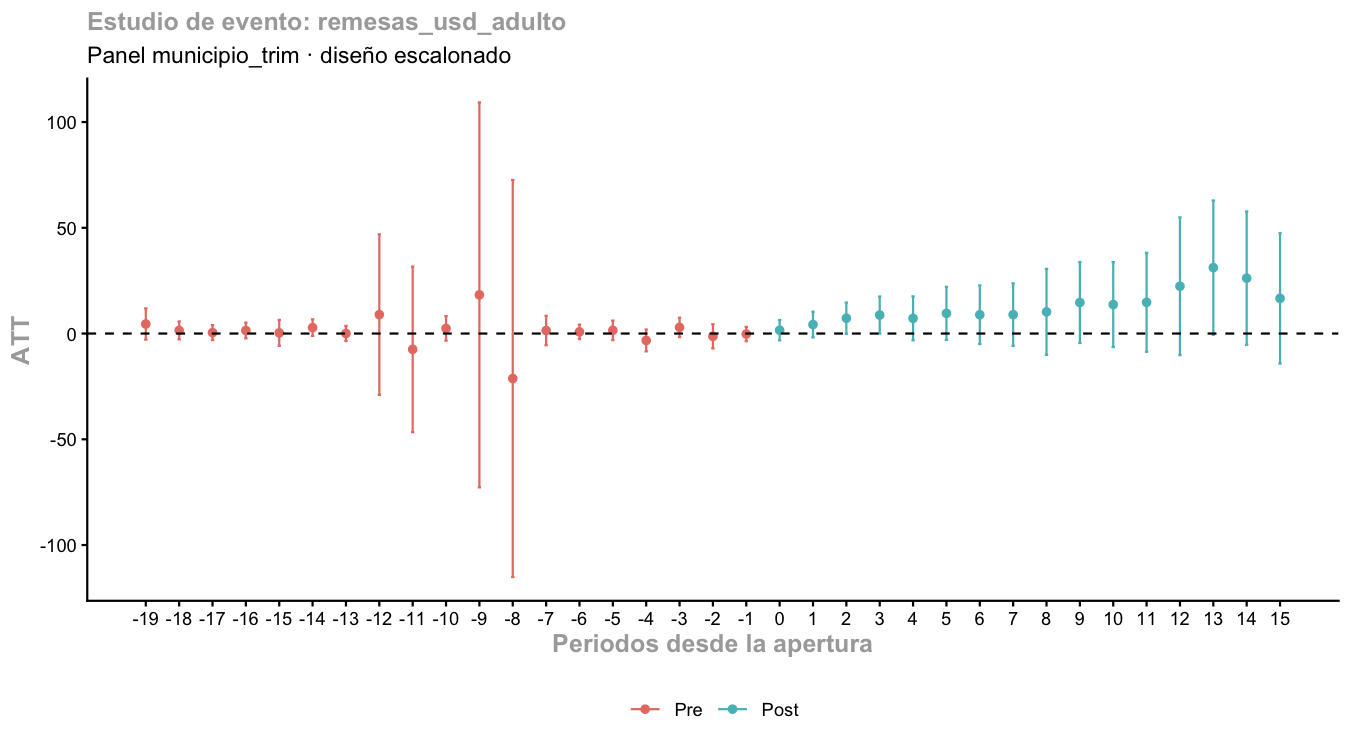 Estudio de evento: remesas_usd_adulto
Panel municipio_trim · diseño escalonado
ATT
100
50
0
-50
-100
-19 -18 -17 -16 -15 -14 -13 -12 -11 -10 -9 -8 -7 -6 -5 -4 -3 -2 -1 0 1 2 3 4 5 6 7 8 9 10 11 12 13 14 15
Periodos desde la apertura
Pre Post